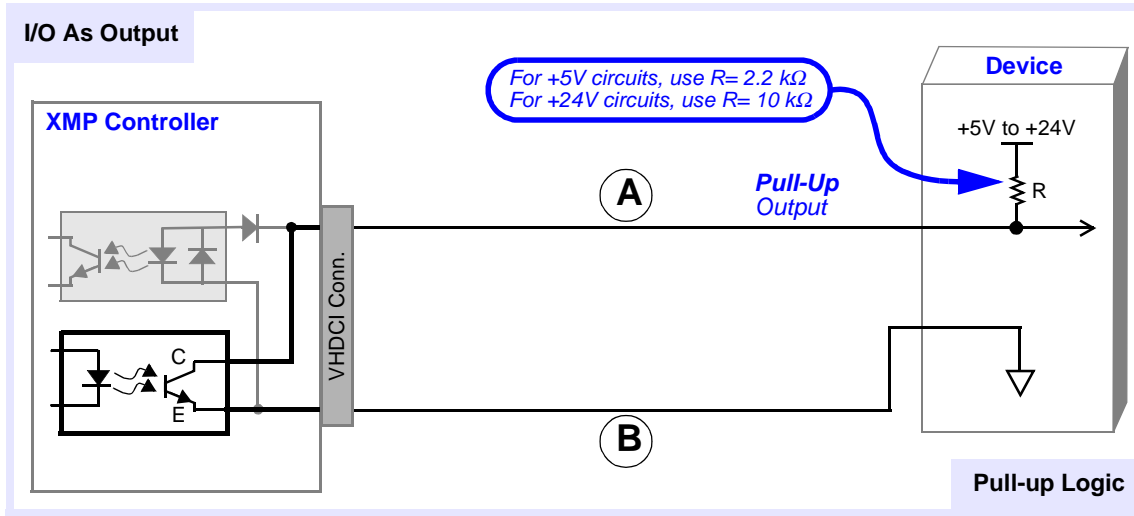 I/O As Output
For +5V circuits, use R= 2.2 kΩ
For +24V circuits, use R= 10 kΩ
Device
XMP Controller
+5V to +24V
A
Pull-Up
Output
R
VHDCI Conn.
C
E
B
Pull-up Logic